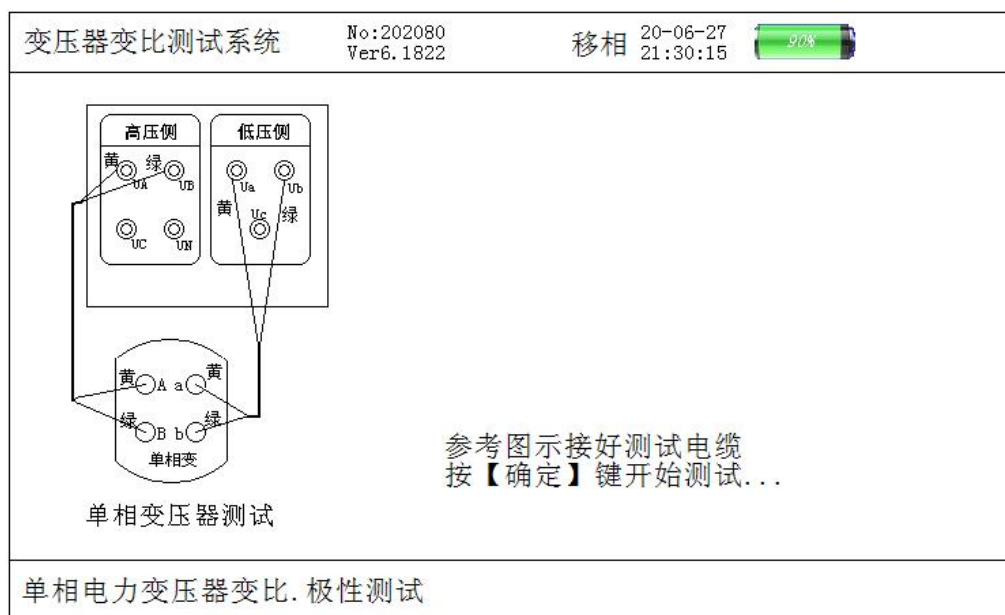 变压器变比测试系统
No:202080
Ver6.1822
移相
20-06-27
21:30:15
90%
高压侧
低压侧
黄
绿
UA
UB
Ua
Ub
黄
Uc
绿
UC
UN
黄
A a
黄
绿
B b
绿
单相变
参考图示接好测试电缆
按【确定】键开始测试...
单相变压器测试
单相电力变压器变比.极性测试